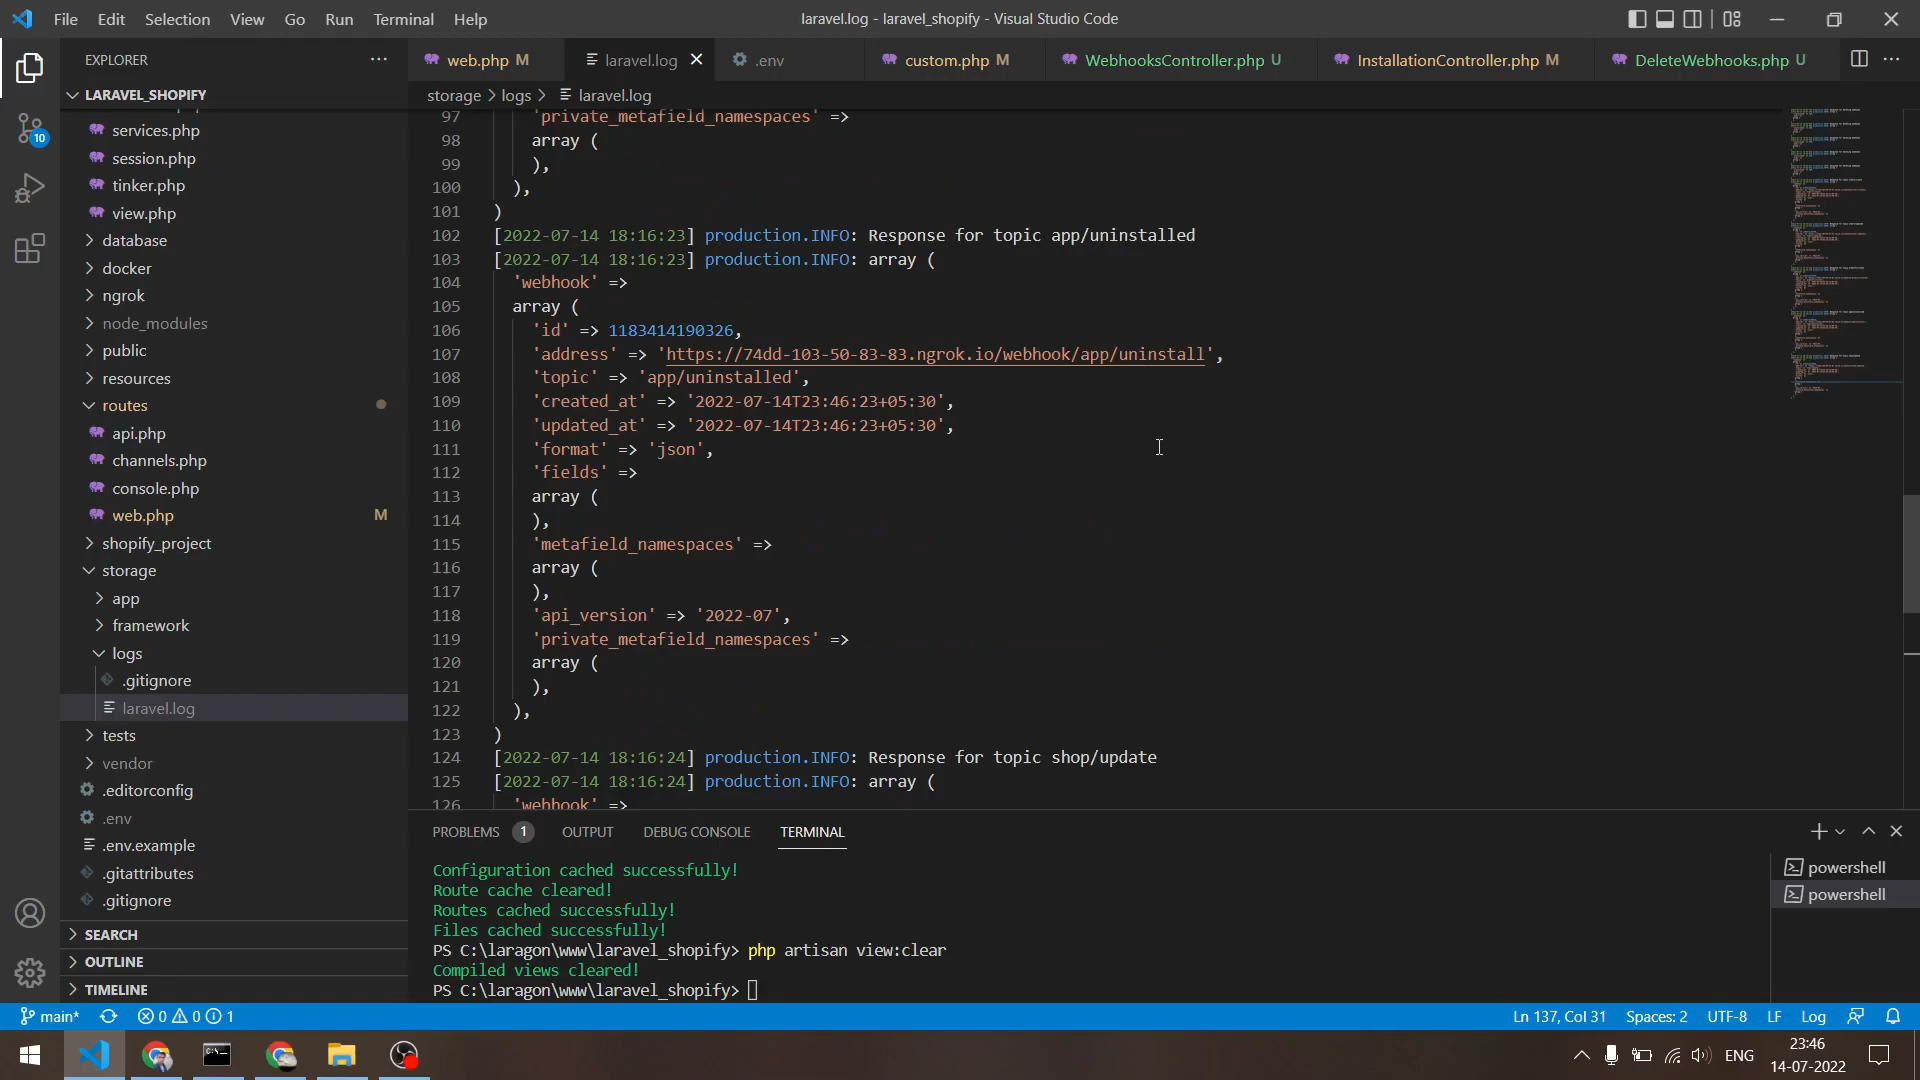 File Edit Selection View Go Run Terminal Help
laravel.log - laravel_shopify - Visual Studio Code
EXPLORER
web.php M
laravel.log
.env
custom.php M
WebhooksController.php U
InstallationController.php M
DeleteWebhooks.php U
LARAVEL_SHOPIFY
storage > logs > laravel.log
services.php
session.php
tinker.php
view.php
database
docker
ngrok
node_modules
public
resources
routes
api.php
channels.php
console.php
web.php M
shopify_project
storage
app
framework
logs
.gitignore
laravel.log
tests
vendor
.editorconfig
.env
.env.example
.gitattributes
.gitignore
SEARCH
OUTLINE
TIMELINE
10
97 'private_metafield_namespaces' =>
98 array (
99 ),
100 ),
101 )
102 [2022-07-14 18:16:23] production.INFO: Response for topic app/uninstalled
103 [2022-07-14 18:16:23] production.INFO: array (
104 'webhook' =>
105 array (
106 'id' => 1183414190326,
107 'address' => 'https://74dd-103-50-83-83.ngrok.io/webhook/app/uninstall',
108 'topic' => 'app/uninstalled',
109 'created_at' => '2022-07-14T23:46:23+05:30',
110 'updated_at' => '2022-07-14T23:46:23+05:30',
111 'format' => 'json',
112 'fields' =>
113 array (
114 ),
115 'metafield_namespaces' =>
116 array (
117 ),
118 'api_version' => '2022-07',
119 'private_metafield_namespaces' =>
120 array (
121 ),
122 ),
123 )
124 [2022-07-14 18:16:24] production.INFO: Response for topic shop/update
125 [2022-07-14 18:16:24] production.INFO: array (
126 'webhook' =>
PROBLEMS 1 OUTPUT DEBUG CONSOLE TERMINAL
Configuration cached successfully!
Route cache cleared!
Routes cached successfully!
Files cached successfully!
PS C:\laragon\www\laravel_shopify> php artisan view:clear
Compiled views cleared!
PS C:\laragon\www\laravel_shopify>
powershell
powershell
main* 0 0 1
Ln 137, Col 31 Spaces: 2 UTF-8 LF Log
ENG
23:46
14-07-2022